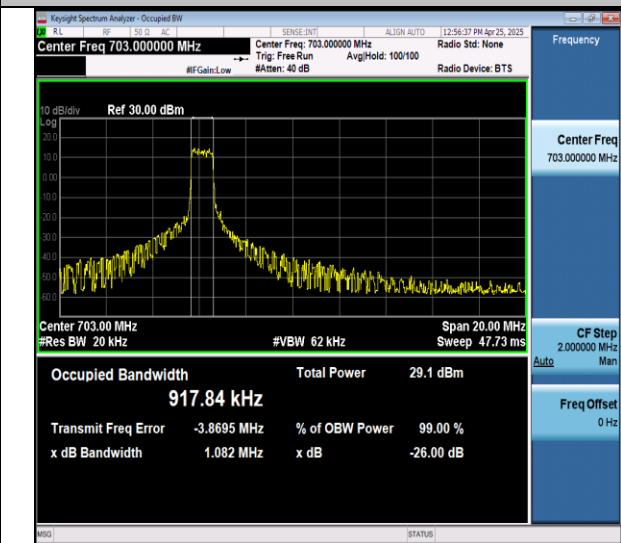 Keysight Spectrum Analyzer - Occupied BW
RL RF 50 Ω AC SENSE:INT ALIGN AUTO 12:56:37 PM Apr 25, 2025
Center Freq 703.000000 MHz
Center Freq: 703.000000 MHz
Radio Std: None
Trig: Free Run Avg|Hold: 100/100
#IFGain:Low #Atten: 40 dB
Radio Device: BTS
10 dB/div Ref 30.00 dBm
Log
20.0
10.0
0.00
-10.0
-20.0
-30.0
-40.0
-50.0
-60.0
Center 703.00 MHz Span 20.00 MHz
#Res BW 20 kHz #VBW 62 kHz Sweep 47.73 ms
Occupied Bandwidth Total Power 29.1 dBm
917.84 kHz
Transmit Freq Error -3.8695 MHz % of OBW Power 99.00 %
x dB Bandwidth 1.082 MHz x dB -26.00 dB
MSG STATUS
Frequency
Center Freq
703.000000 MHz
CF Step
2.000000 MHz
Auto Man
Freq Offset
0 Hz